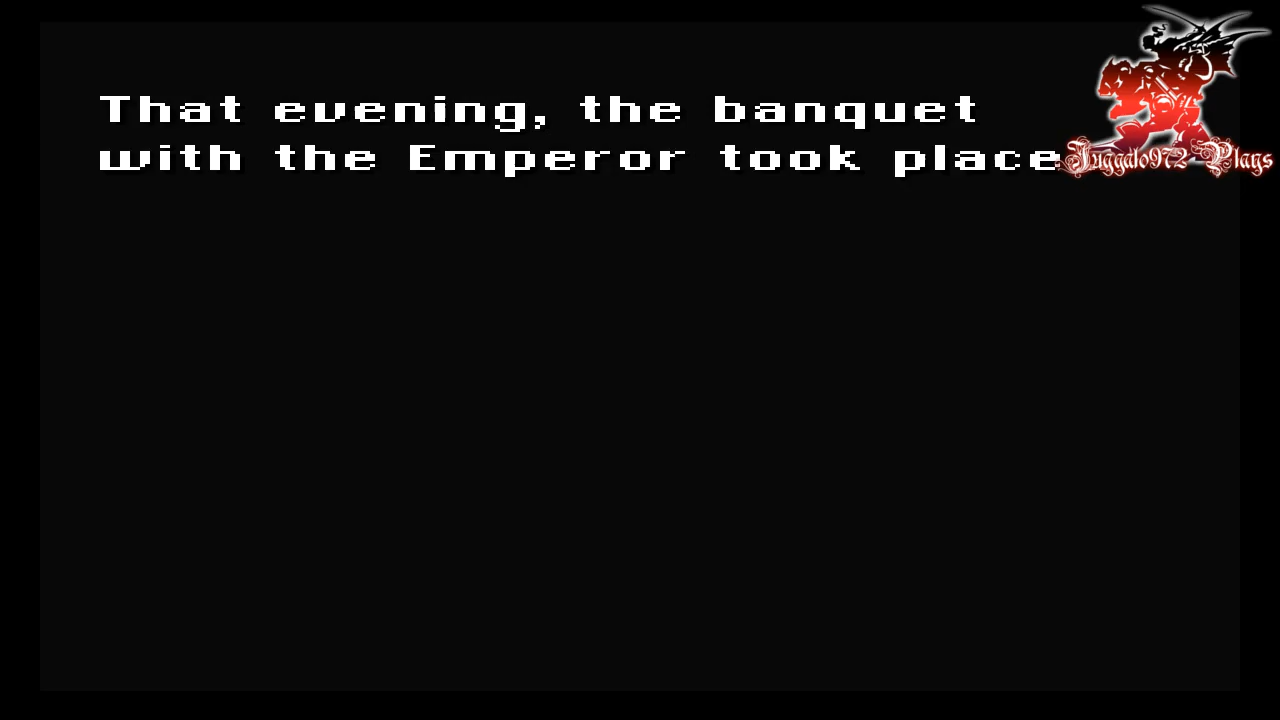 That evening, the banquet
with the Emperor took place
Juggalo972 Plays